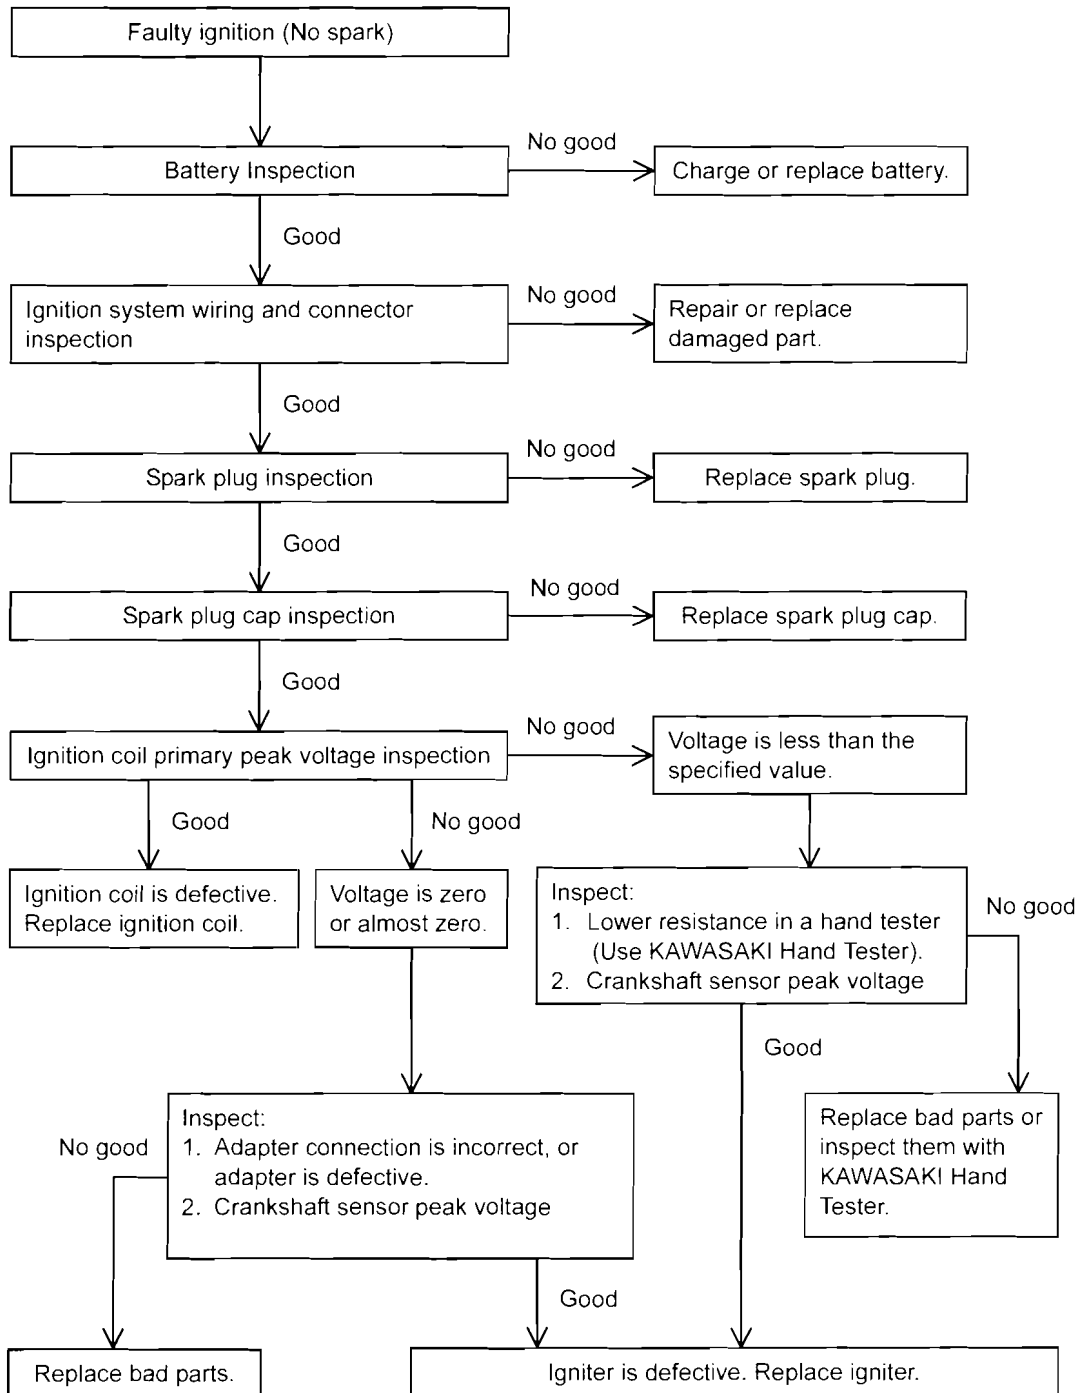 Faulty ignition (No spark)
No good
Battery Inspection
Charge or replace battery.
Good
Ignition system wiring and connector
inspection
No good
Repair or replace
damaged part.
Good
No good
Spark plug inspection
Replace spark plug.
Good
No good
Spark plug cap inspection
Replace spark plug cap.
Good
No good
Ignition coil primary peak voltage inspection
Voltage is less than the
specified value.
Good
No good
Ignition coil is defective.
Replace ignition coil.
Voltage is zero
or almost zero.
Inspect:
1. Lower resistance in a hand tester
(Use KAWASAKI Hand Tester).
2. Crankshaft sensor peak voltage
No good
Good
No good
Inspect:
1. Adapter connection is incorrect, or
adapter is defective.
2. Crankshaft sensor peak voltage
Replace bad parts or
inspect them with
KAWASAKI Hand
Tester.
Good
Replace bad parts.
Igniter is defective. Replace igniter.